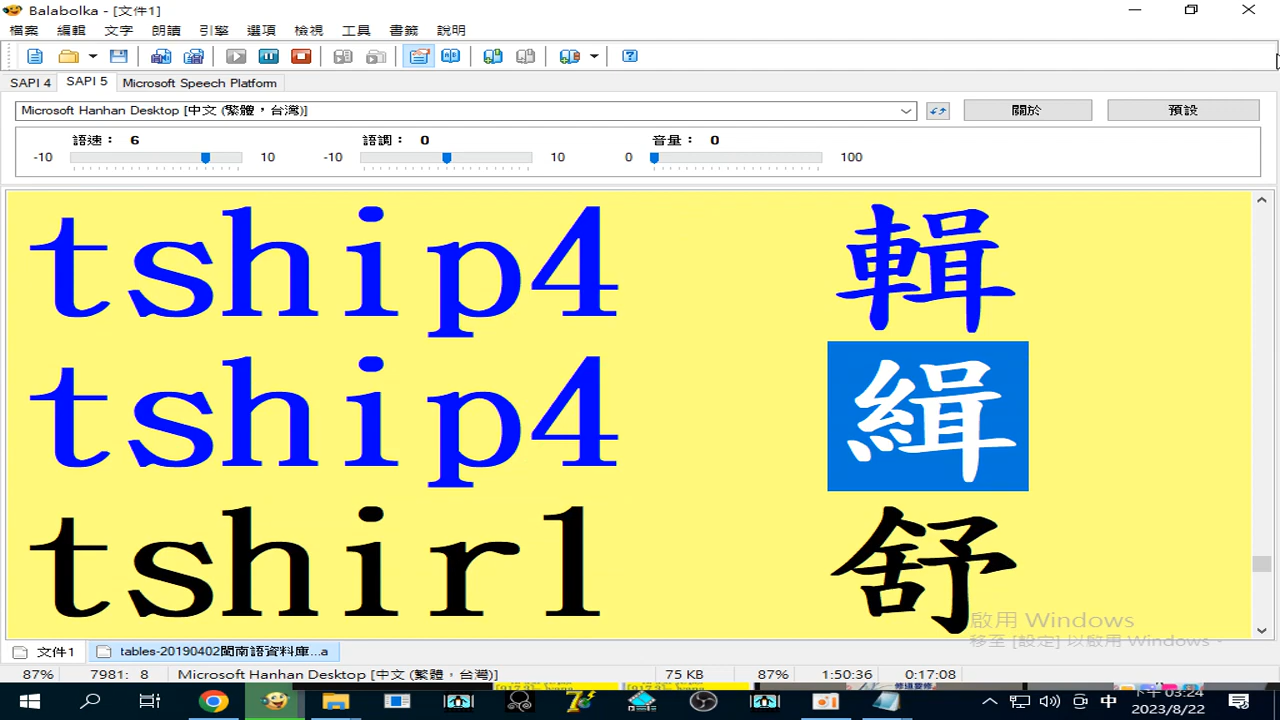 Balabolka - [文件1]
檔案 編輯 文字 朗讀 引擎 選項 檢視 工具 書籤 說明
SAPI 4 SAPI 5 Microsoft Speech Platform
Microsoft Hanhan Desktop [中文 (繁體，台灣)] 關於 預設
語速： 6 語調： 0 音量： 0
-10 10 -10 10 0 100
tship4 輯
tship4 緝
tshir1 舒
啟用 Windows
移至 [設定] 以啟用 Windows。
文件1 tables-20190402閩南語資料庫...a
87% 7981: 8 Microsoft Hanhan Desktop [中文 (繁體，台灣)] 75 KB 87% 1:50:36 0:17:08
中 下午 03:24
2023/8/22